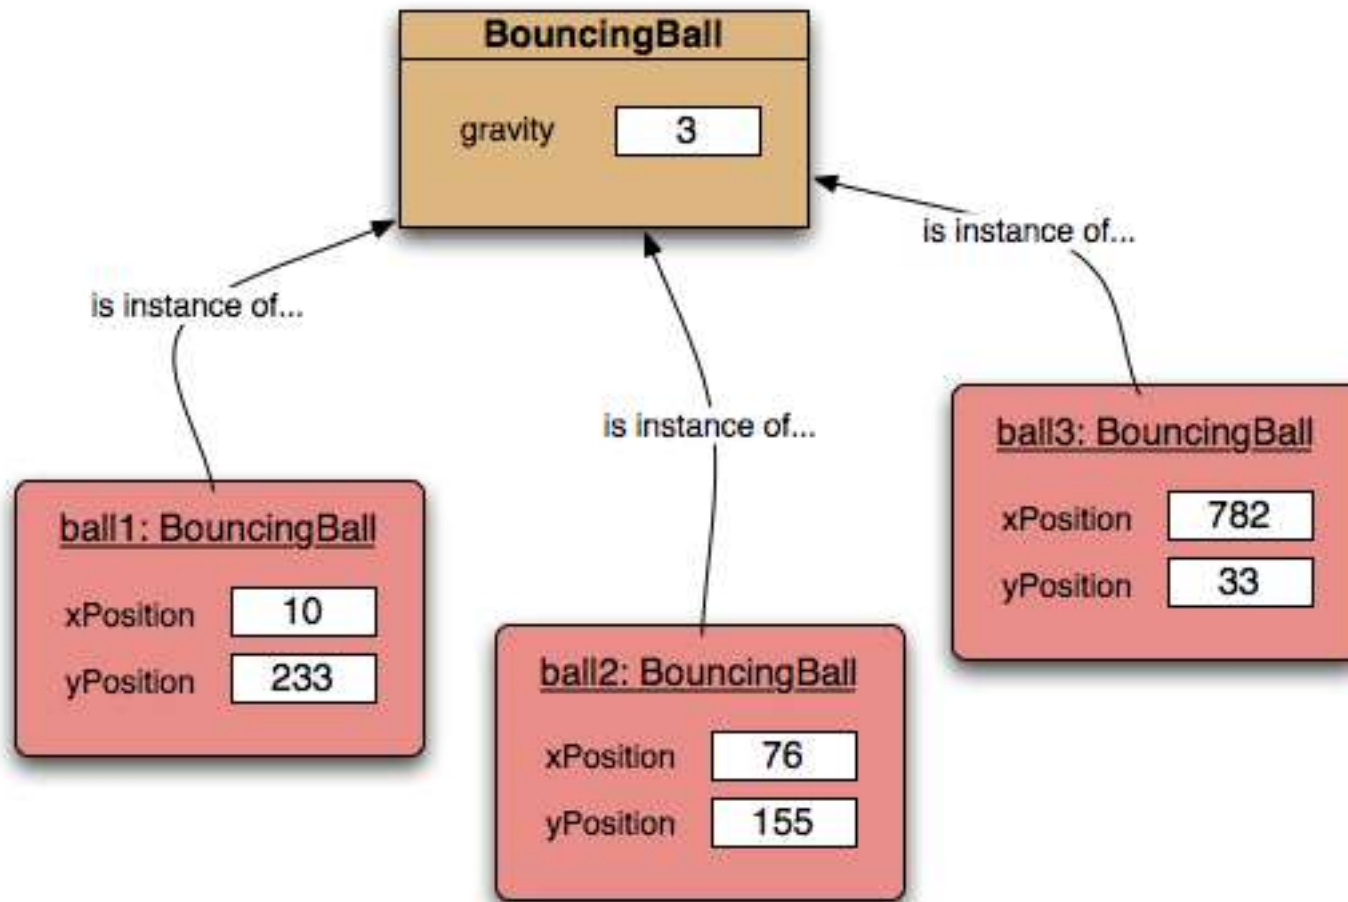 BouncingBall
gravity 3
is instance of...
is instance of...
is instance of...
ball1: BouncingBall
xPosition 10
yPosition 233
ball2: BouncingBall
xPosition 76
yPosition 155
ball3: BouncingBall
xPosition 782
yPosition 33